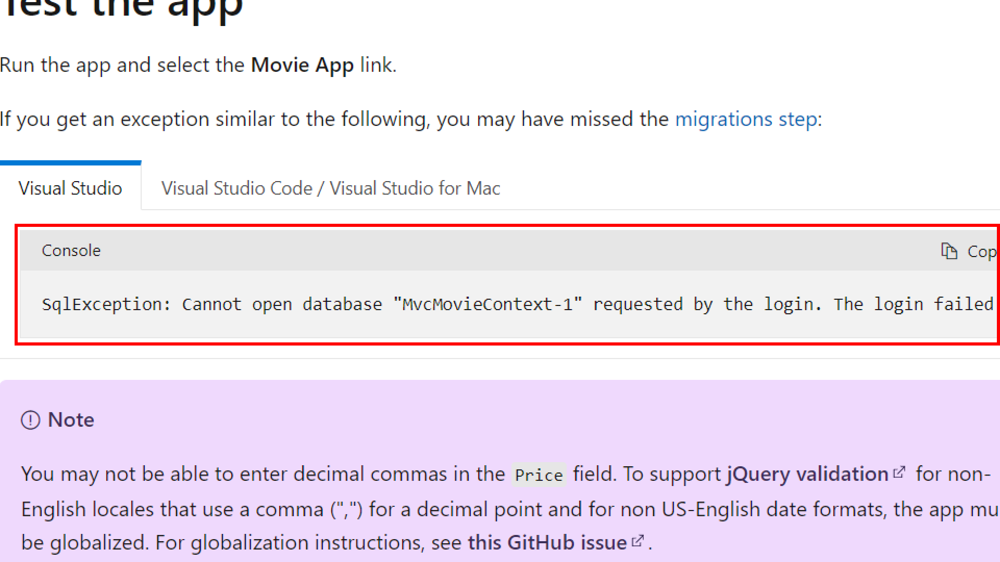 Test the app
Run the app and select the Movie App link.
If you get an exception similar to the following, you may have missed the migrations step:
Visual Studio
Visual Studio Code / Visual Studio for Mac
Console
Cop
SqlException: Cannot open database "MvcMovieContext-1" requested by the login. The login failed
Note
You may not be able to enter decimal commas in the Price field. To support jQuery validation for non-
English locales that use a comma (",") for a decimal point and for non US-English date formats, the app mu
be globalized. For globalization instructions, see this GitHub issue.